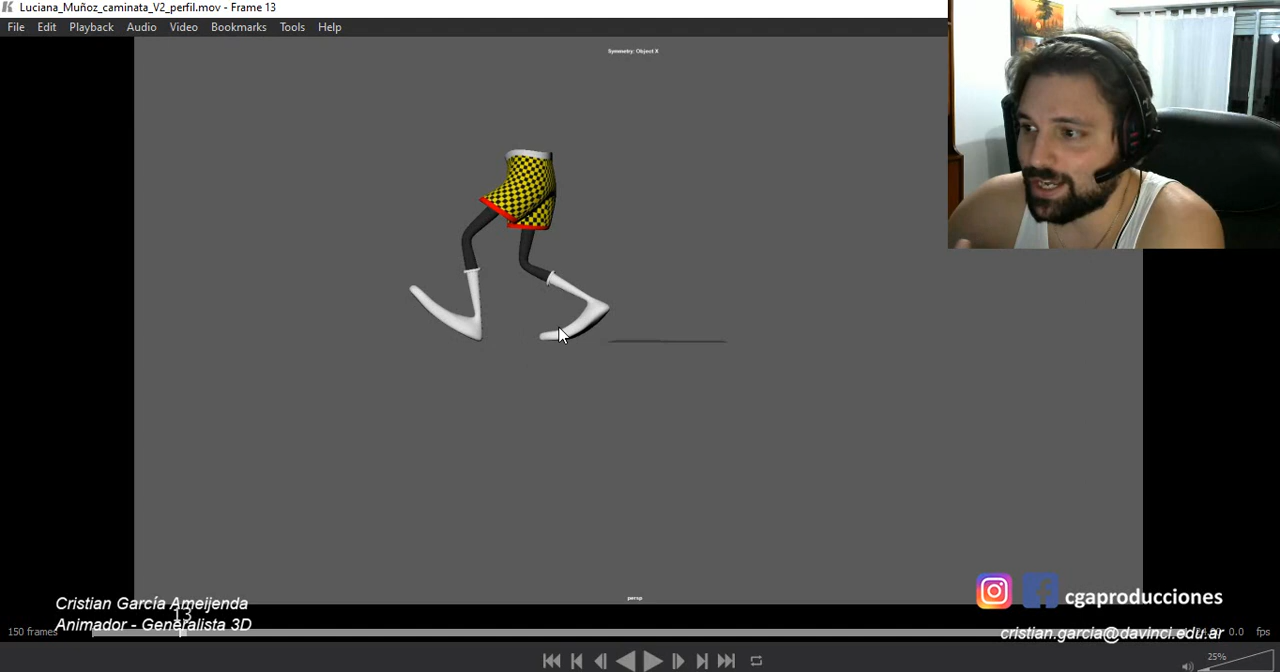 Luciana_Muñoz_caminata_V2_perfil.mov - Frame 13
File Edit Playback Audio Video Bookmarks Tools Help
Symmetry: Object X
persp
cgaproducciones
Cristian García Ameijenda
13
Animador - Generalista 3D
150 frames
0.0 fps
cristian.garcia@davinci.edu.ar
25%